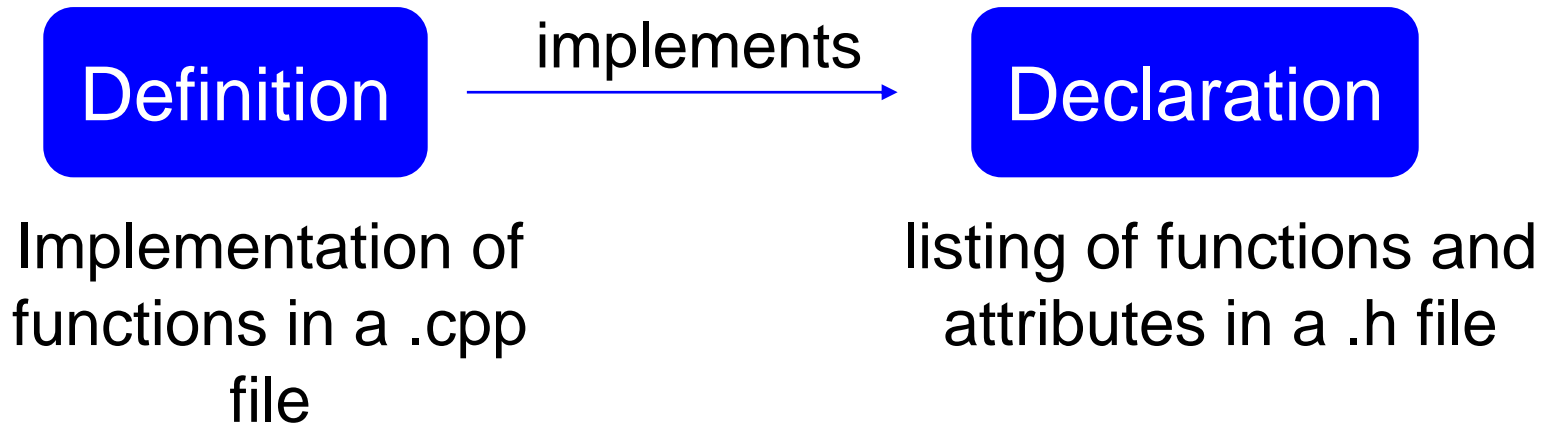 Definition
implements
Declaration
Implementation of
functions in a .cpp
file
listing of functions and
attributes in a .h file